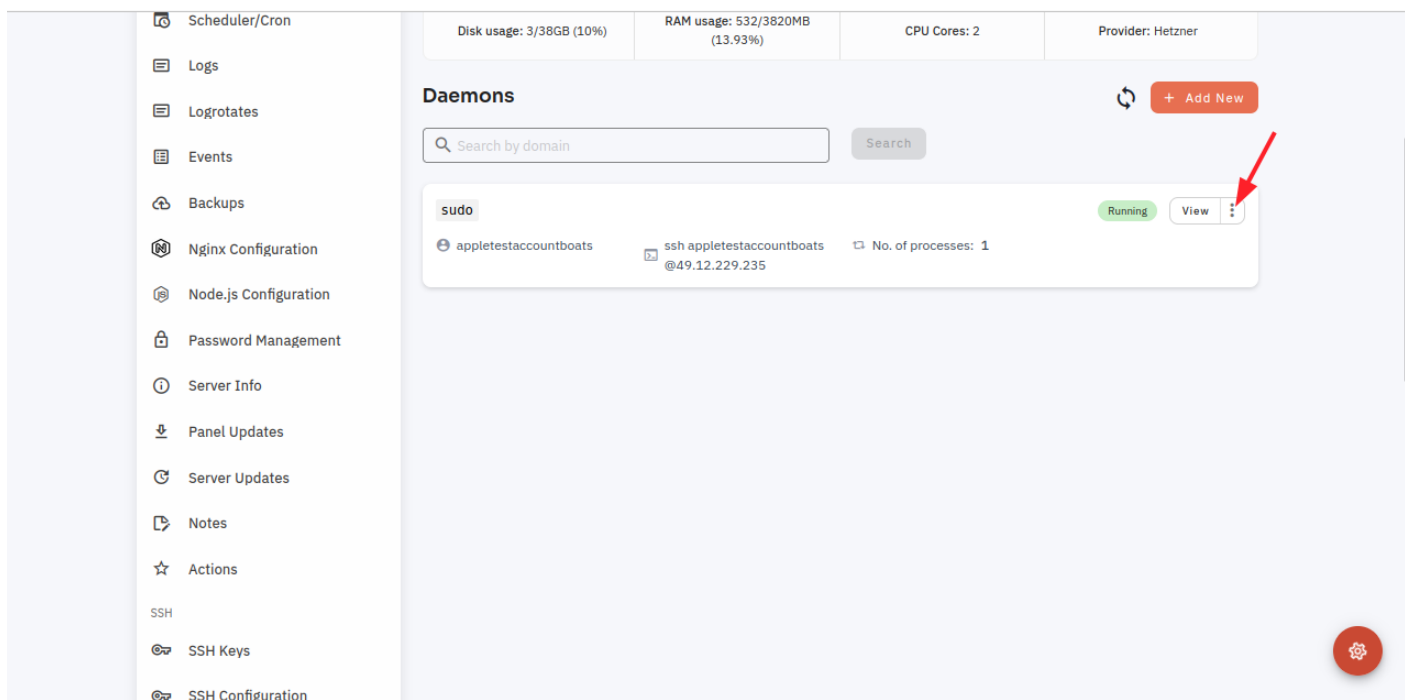 Scheduler/Cron
Logs
Logrotates
Events
Backups
Nginx Configuration
Node.js Configuration
Password Management
Server Info
Panel Updates
Server Updates
Notes
Actions
SSH
SSH Keys
SSH Configuration
Disk usage: 3/38GB (10%)
RAM usage: 532/3820MB
(13.93%)
CPU Cores: 2
Provider: Hetzner
Daemons
+ Add New
Search by domain
Search
sudo
Running
View
appletestaccountboats
ssh appletestaccountboats
@49.12.229.235
No. of processes: 1